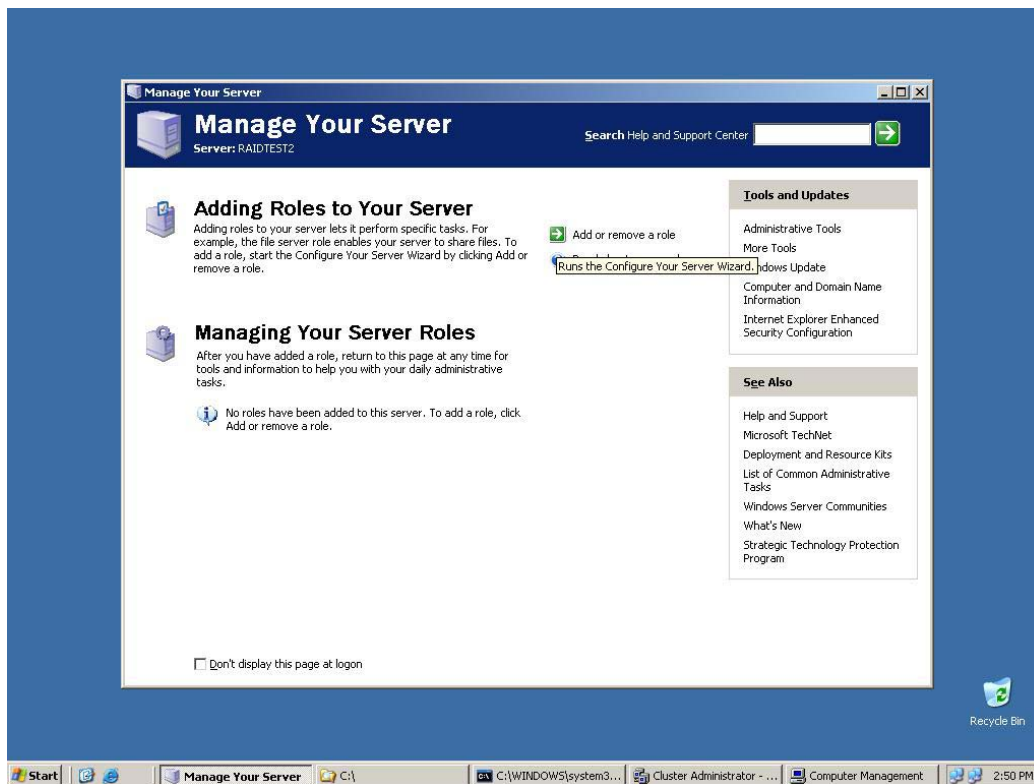 Manage Your Server
Manage Your Server
Server: RAIDTEST2
Search Help and Support Center
Adding Roles to Your Server
Adding roles to your server lets it perform specific tasks. For
example, the file server role enables your server to share files. To
add a role, start the Configure Your Server Wizard by clicking Add or
remove a role.
Add or remove a role
Runs the Configure Your Server Wizard.
Managing Your Server Roles
After you have added a role, return to this page at any time for
tools and information to help you with your daily administrative
tasks.
No roles have been added to this server. To add a role, click
Add or remove a role.
Tools and Updates
Administrative Tools
More Tools
Update
Computer and Domain Name
Information
Internet Explorer Enhanced
Security Configuration
See Also
Help and Support
Microsoft TechNet
Deployment and Resource Kits
List of Common Administrative
Tasks
Windows Server Communities
What's New
Strategic Technology Protection
Program
Don't display this page at logon
Recycle Bin
Start
Manage Your Server
C:\
C:\WINDOWS\system3...
Cluster Administrator - ...
Computer Management
2:50 PM